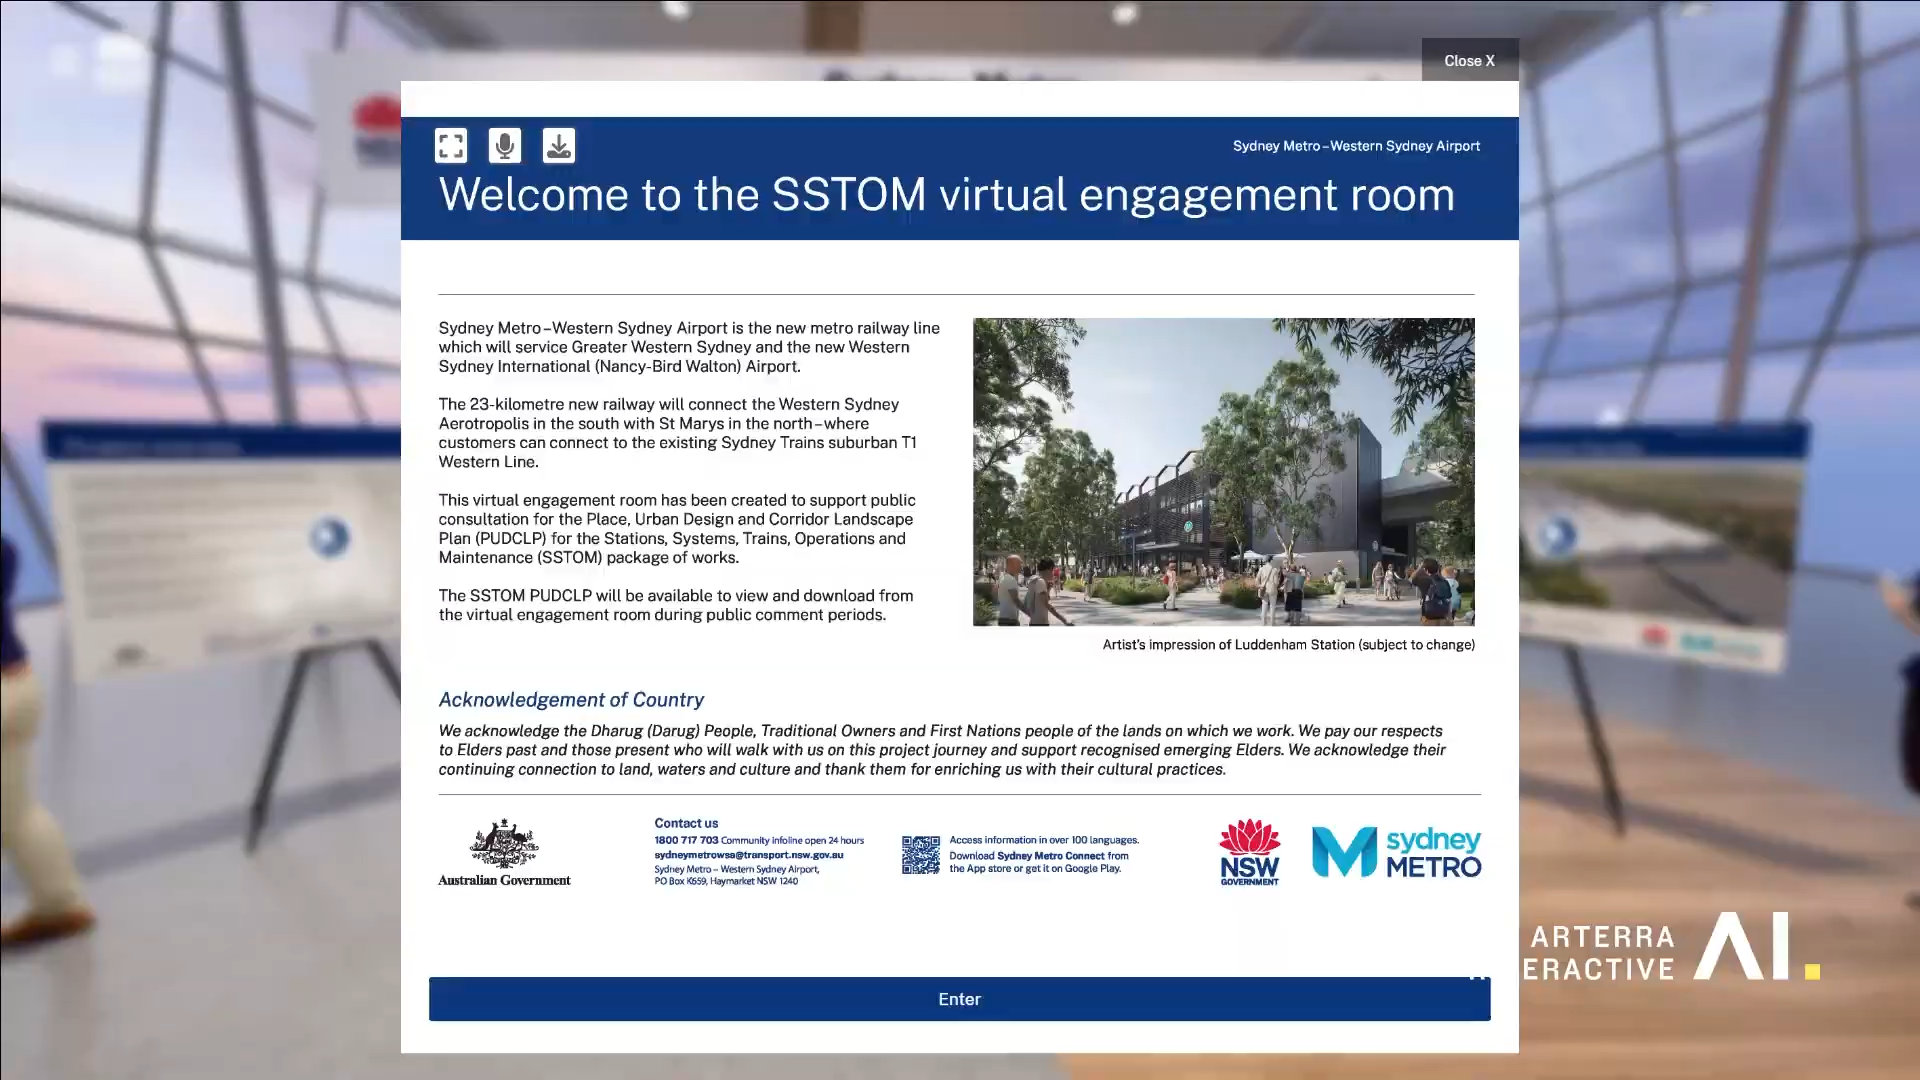 Close X
Sydney Metro – Western Sydney Airport
Welcome to the SSTOM virtual engagement room
Sydney Metro – Western Sydney Airport is the new metro railway line
which will service Greater Western Sydney and the new Western
Sydney International (Nancy-Bird Walton) Airport.
The 23-kilometre new railway will connect the Western Sydney
Aerotropolis in the south with St Marys in the north – where
customers can connect to the existing Sydney Trains suburban T1
Western Line.
This virtual engagement room has been created to support public
consultation for the Place, Urban Design and Corridor Landscape
Plan (PUDCLP) for the Stations, Systems, Trains, Operations and
Maintenance (SSTOM) package of works.
The SSTOM PUDCLP will be available to view and download from
the virtual engagement room during public comment periods.
Artist's impression of Luddenham Station (subject to change)
Acknowledgement of Country
We acknowledge the Dharug (Darug) People, Traditional Owners and First Nations people of the lands on which we work. We pay our respects
to Elders past and those present who will walk with us on this project journey and support recognised emerging Elders. We acknowledge their
continuing connection to land, waters and culture and thank them for enriching us with their cultural practices.
Australian Government
Contact us
1800 717 703 Community infoline open 24 hours
sydneymetrowsa@transport.nsw.gov.au
Sydney Metro – Western Sydney Airport,
PO Box K659, Haymarket NSW 1240
Access information in over 100 languages.
Download Sydney Metro Connect from
the App store or get it on Google Play.
NSW
GOVERNMENT
sydney
METRO
ARTERRA
ERACTIVE
AI.
Enter